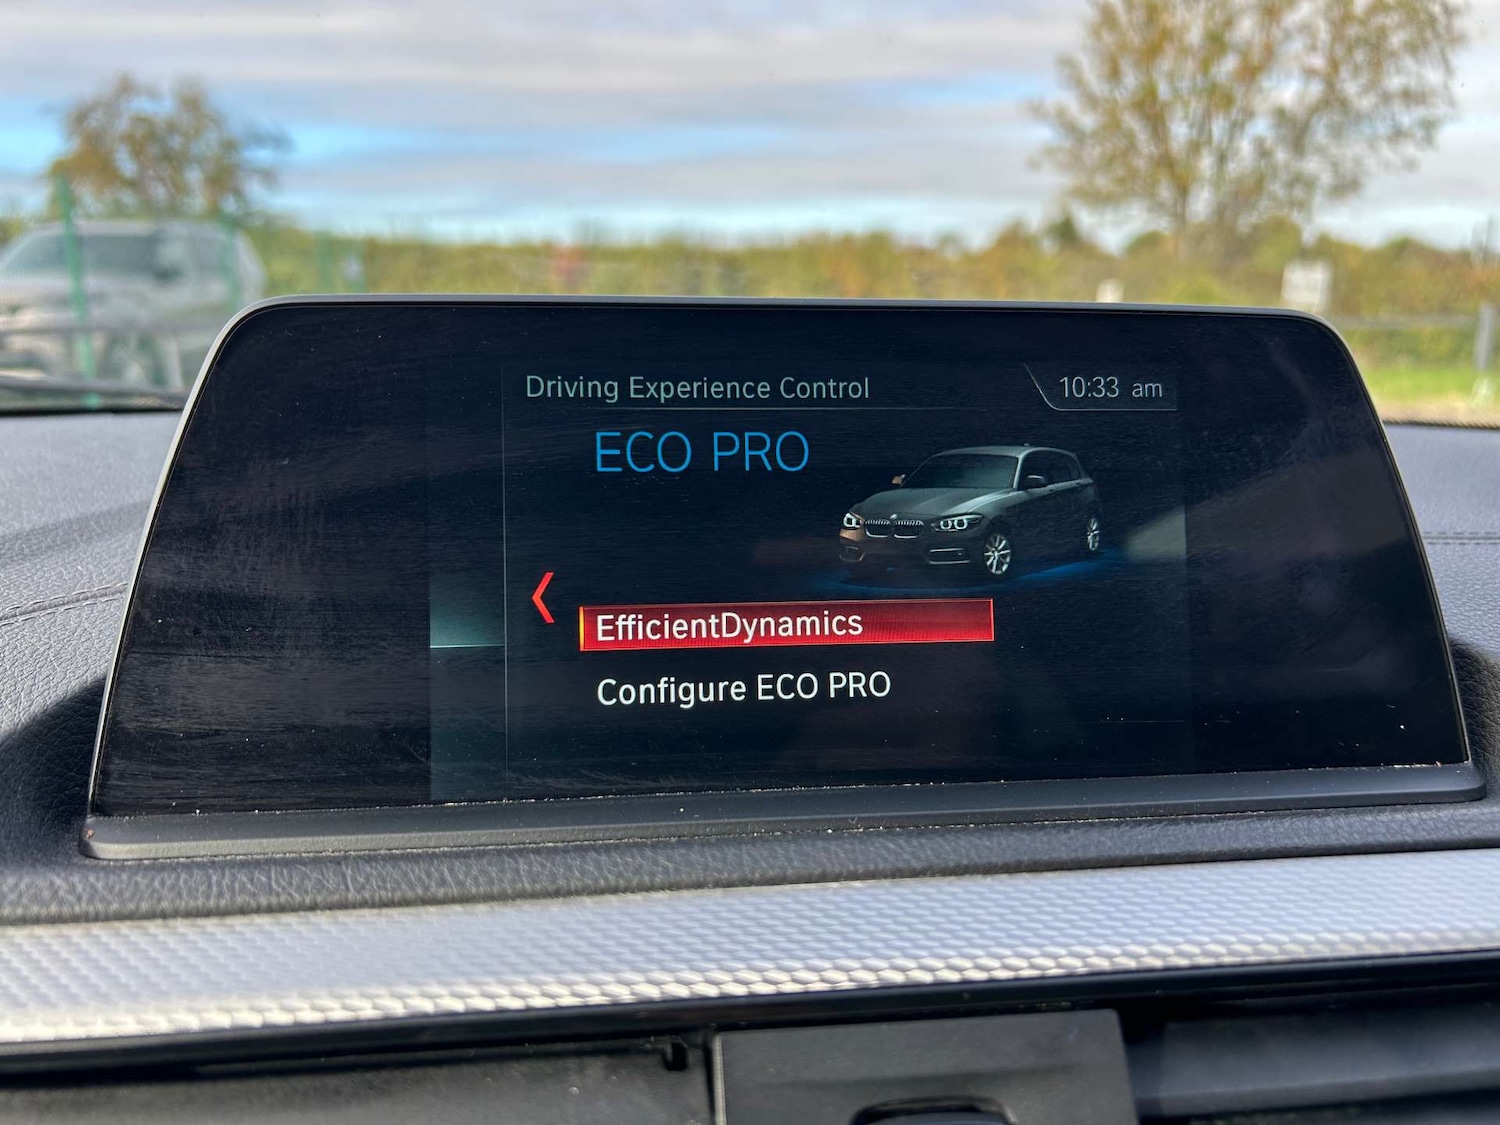 Driving Experience Control
10:33 am
ECO PRO
EfficientDynamics
Configure ECO PRO